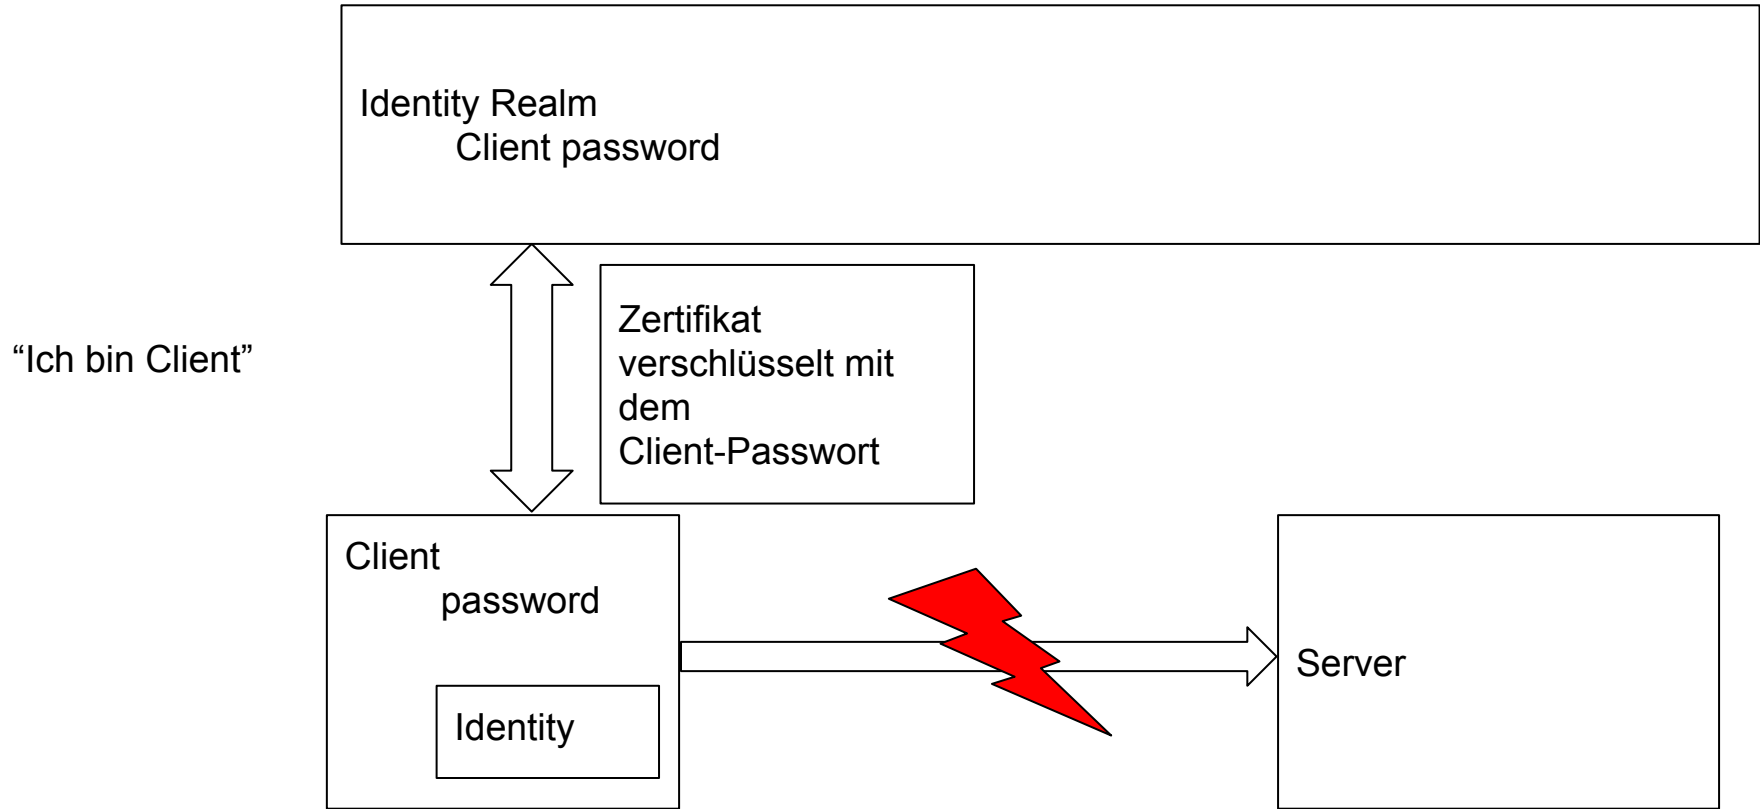 Identity Realm
Client password
“Ich bin Client”
Zertifikat
verschlüsselt mit
dem
Client-Passwort
Client
password
Identity
Server